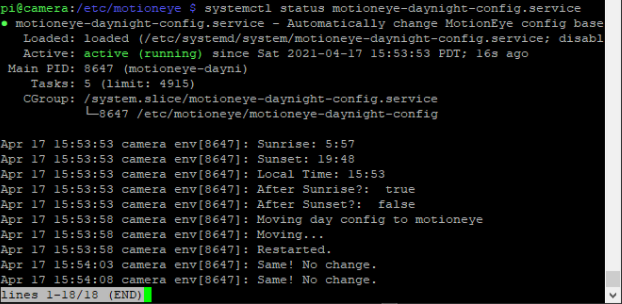 pi@camera:/etc/motioneye $ systemctl status motioneye-daynight-config.service
● motioneye-daynight-config.service - Automatically change MotionEye config base
Loaded: loaded (/etc/systemd/system/motioneye-daynight-config.service; disabl
Active: active (running) since Sat 2021-04-17 15:53:53 PDT; 16s ago
Main PID: 8647 (motioneye-dayni)
Tasks: 5 (limit: 4915)
CGroup: /system.slice/motioneye-daynight-config.service
└─8647 /etc/motioneye/motioneye-daynight-config
Apr 17 15:53:53 camera env[8647]: Sunrise: 5:57
Apr 17 15:53:53 camera env[8647]: Sunset: 19:48
Apr 17 15:53:53 camera env[8647]: Local Time: 15:53
Apr 17 15:53:53 camera env[8647]: After Sunrise?:  true
Apr 17 15:53:53 camera env[8647]: After Sunset?:  false
Apr 17 15:53:58 camera env[8647]: Moving day config to motioneye
Apr 17 15:53:58 camera env[8647]: Moving...
Apr 17 15:53:58 camera env[8647]: Restarted.
Apr 17 15:54:03 camera env[8647]: Same! No change.
Apr 17 15:54:08 camera env[8647]: Same! No change.
lines 1-18/18 (END)